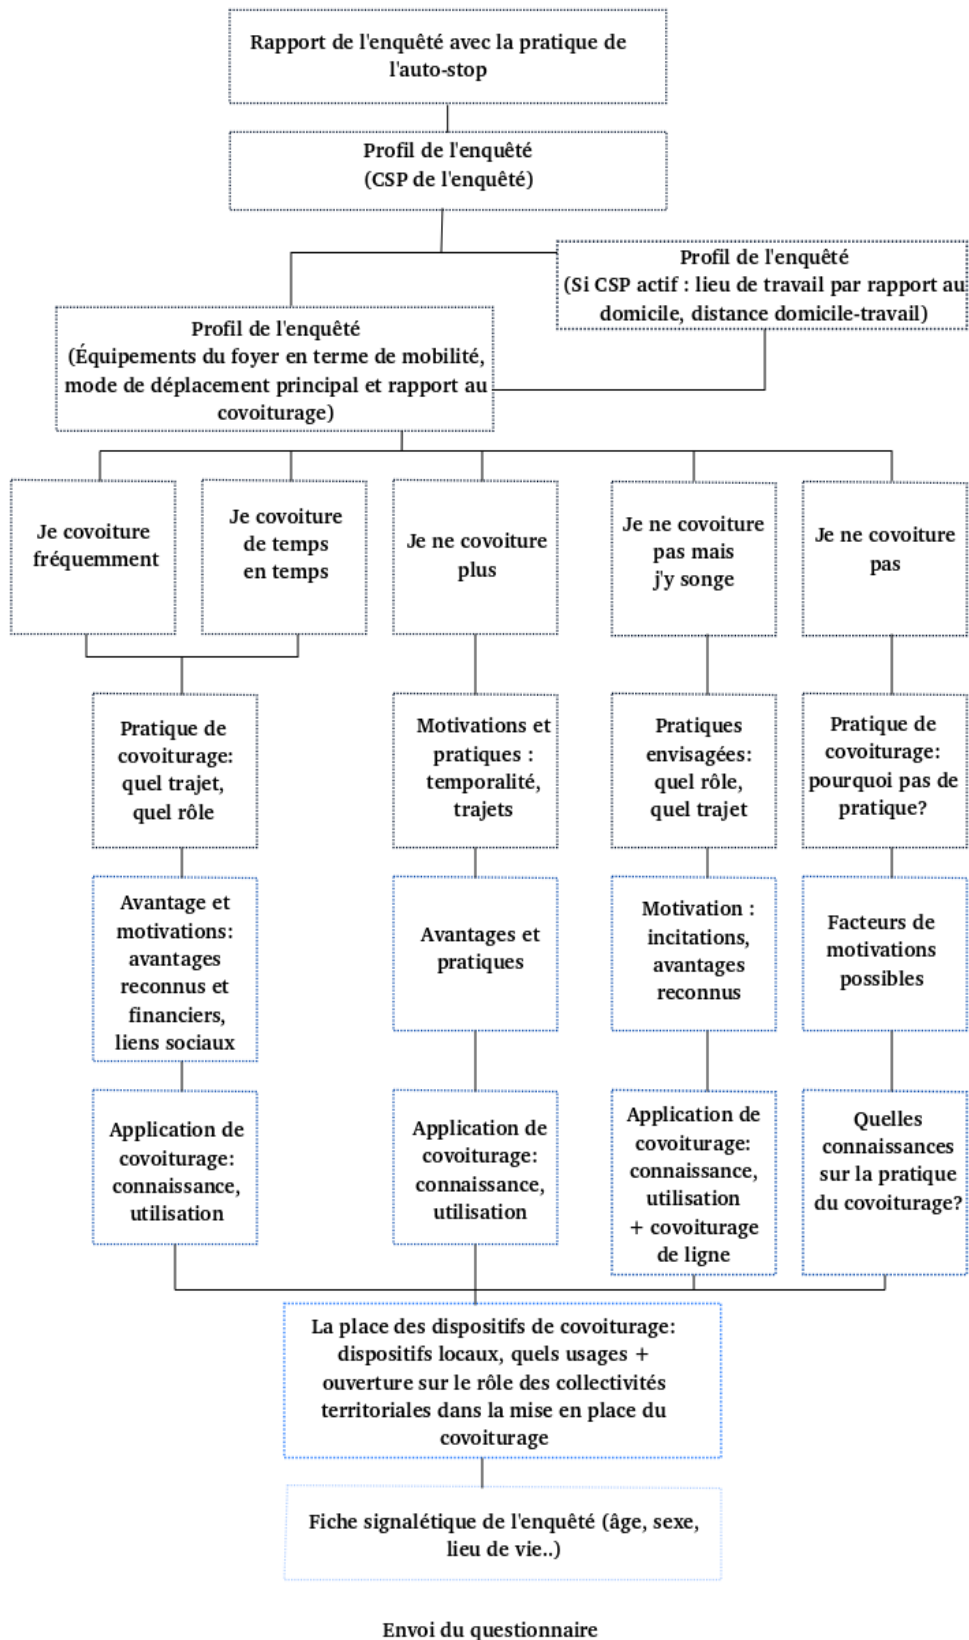 Rapport de l'enquêté avec la pratique de
l'auto-stop
Profil de l'enquêté
(CSP de l'enquêté)
Profil de l'enquêté
(Si CSP actif : lieu de travail par rapport au
domicile, distance domicile-travail)
Profil de l'enquêté
(Équipements du foyer en terme de mobilité,
mode de déplacement principal et rapport au
covoiturage)
Je covoiture
fréquemment
Je covoiture
de temps
en temps
Je ne covoiture
plus
Je ne covoiture
pas mais
j'y songe
Je ne covoiture
pas
Pratique de
covoiturage:
quel trajet,
quel rôle
Motivations et
pratiques :
temporalité,
trajets
Pratiques
envisagées:
quel rôle,
quel trajet
Pratique de
covoiturage:
pourquoi pas de
pratique?
Avantage et
motivations:
avantages
reconnus et
financiers,
liens sociaux
Avantages et
pratiques
Motivation :
incitations,
avantages
reconnus
Facteurs de
motivations
possibles
Application de
covoiturage:
connaissance,
utilisation
Application de
covoiturage:
connaissance,
utilisation
Application de
covoiturage:
connaissance,
utilisation
+ covoiturage
de ligne
Quelles
connaissances
sur la pratique
du covoiturage?
La place des dispositifs de covoiturage:
dispositifs locaux, quels usages +
ouverture sur le rôle des collectivités
territoriales dans la mise en place du
covoiturage
Fiche signalétique de l'enquêté (âge, sexe,
lieu de vie..)
Envoi du questionnaire